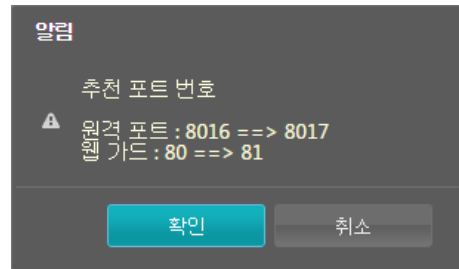 알림
추천 포트 번호
원격 포트 : 8016 ==> 8017
웹 가드 : 80 ==> 81
확인
취소